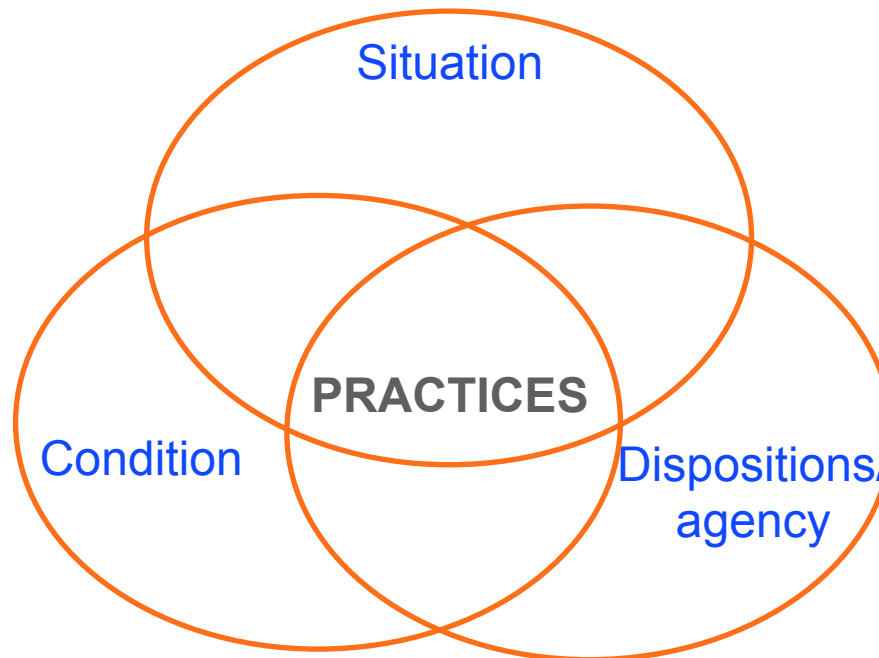 Situation
PRACTICES
Condition
Dispositions/
agency